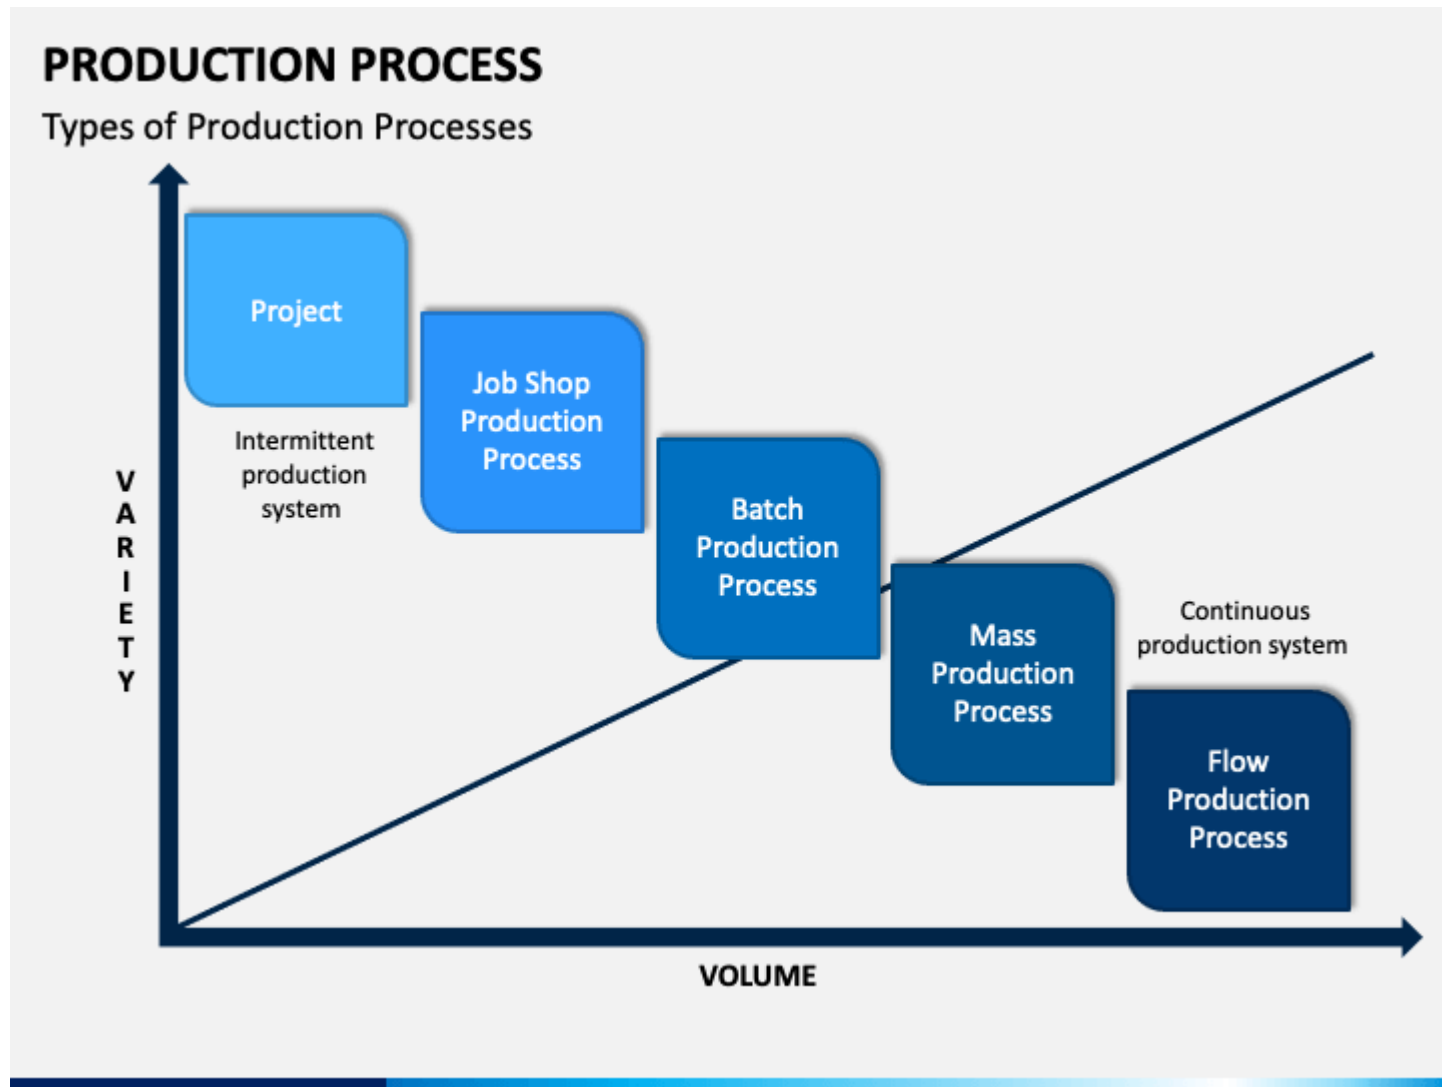 PRODUCTION PROCESS
Types of Production Processes
Project
Job Shop
Production
Process
Intermittent
production
system
Batch
Production
Process
Mass
Production
Process
Continuous
production system
Flow
Production
Process
VARIETY
VOLUME